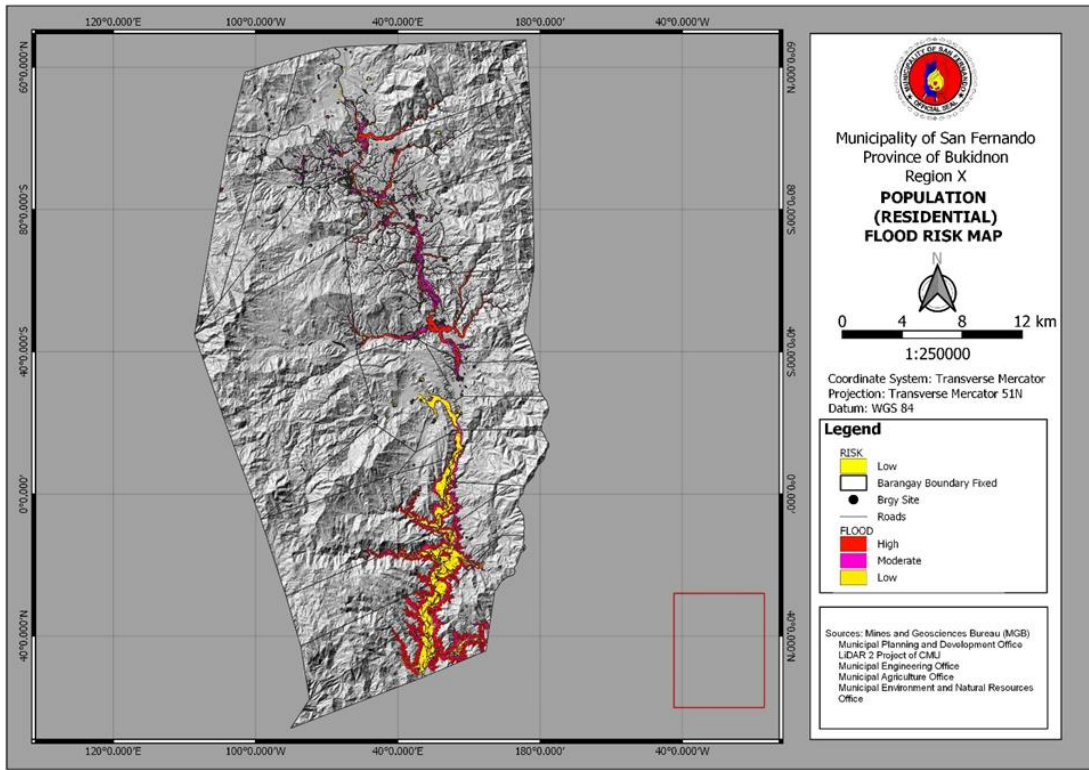 120°0.000'E 100°0.000'W 40°0.000'E 180°0.000' 40°0.000'W
60°0.000'N
80°0.000'S
40°0.000'S
0°0.000'
40°0.000'N
60°0.000'N
80°0.000'S
40°0.000'S
0°0.000'
40°0.000'N
120°0.000'E 100°0.000'W 40°0.000'E 180°0.000' 40°0.000'W
MUNICIPALITY OF SAN FERNANDO
OFFICIAL SEAL
Municipality of San Fernando
Province of Bukidnon
Region X
POPULATION
(RESIDENTIAL)
FLOOD RISK MAP
N
0 4 8 12 km
1:250000
Coordinate System: Transverse Mercator
Projection: Transverse Mercator 51N
Datum: WGS 84
Legend
RISK
Low
Barangay Boundary Fixed
Brgy Site
Roads
FLOOD
High
Moderate
Low
Sources: Mines and Geosciences Bureau (MGB)
Municipal Planning and Development Office
LiDAR 2 Project of CMU
Municipal Engineering Office
Municipal Agriculture Office
Municipal Environment and Natural Resources
Office